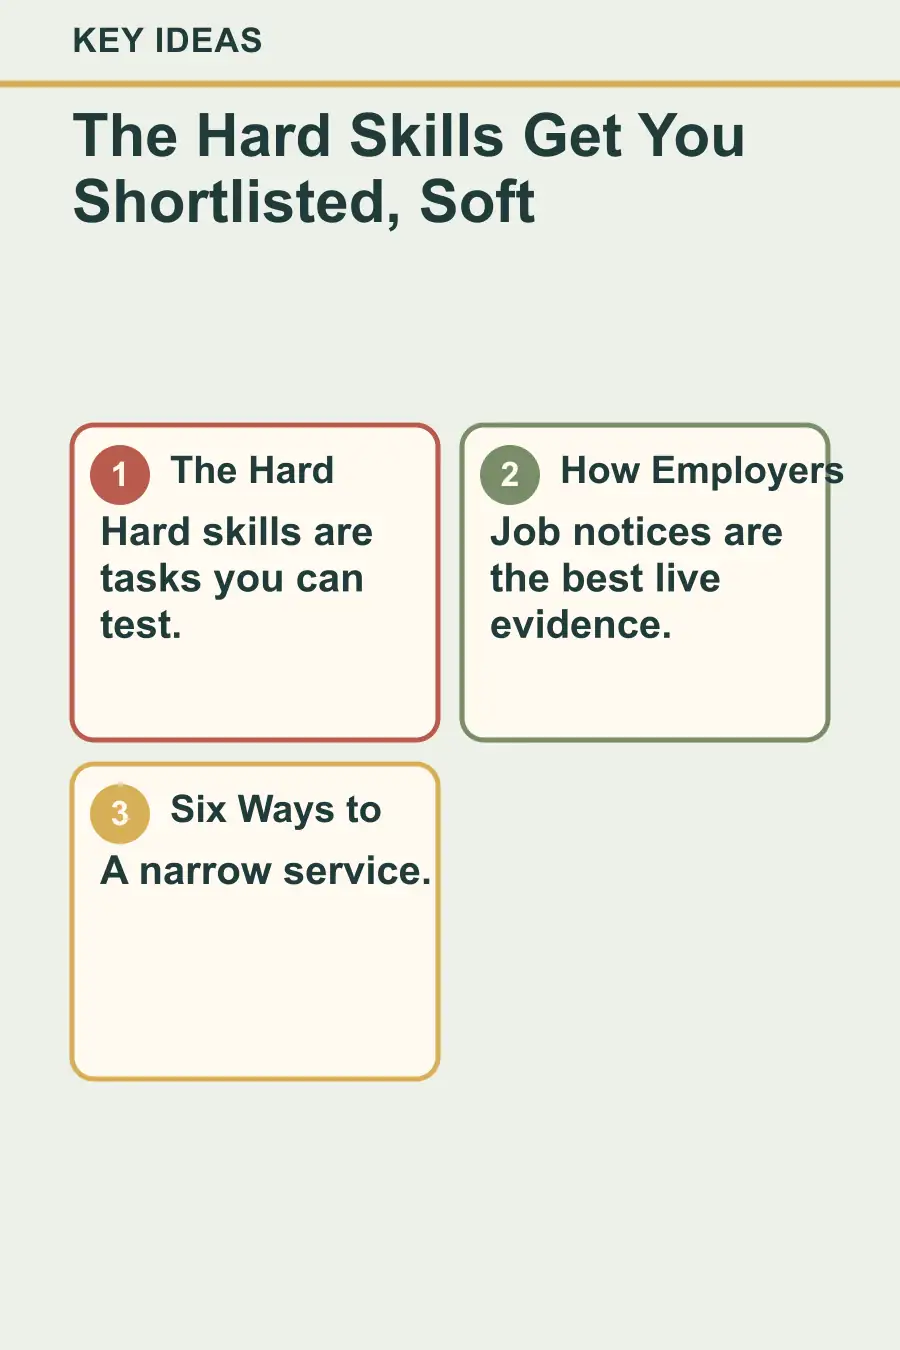 KEY IDEAS
The Hard Skills Get You
Shortlisted, Soft
1 The Hard
Hard skills are
tasks you can
test.
2 How Employers
Job notices are
the best live
evidence.
3 Six Ways to
A narrow service.